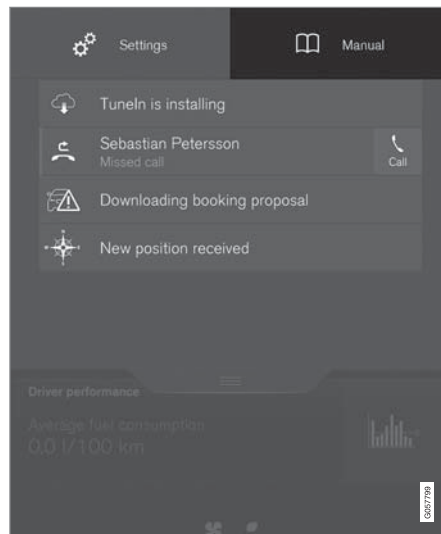 Settings
Manual
TuneIn is installing
Sebastian Petersson
Missed call
Call
Downloading booking proposal
New position received
Driver performance
Average fuel consumption
0.0 l/100 km
G057799